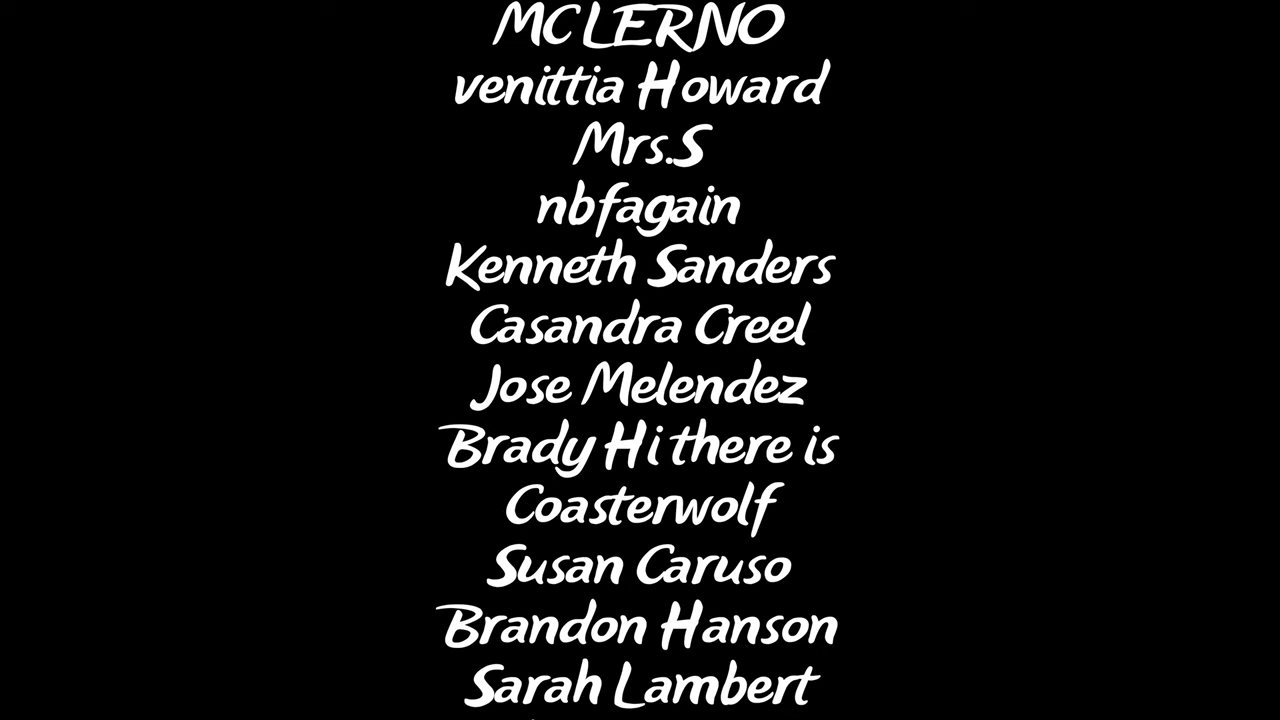 MCLERNO
venittia Howard
Mrs.S
nbfagain
Kenneth Sanders
Casandra Creel
Jose Melendez
Brady Hi there is
Coasterwolf
Susan Caruso
Brandon Hanson
Sarah Lambert